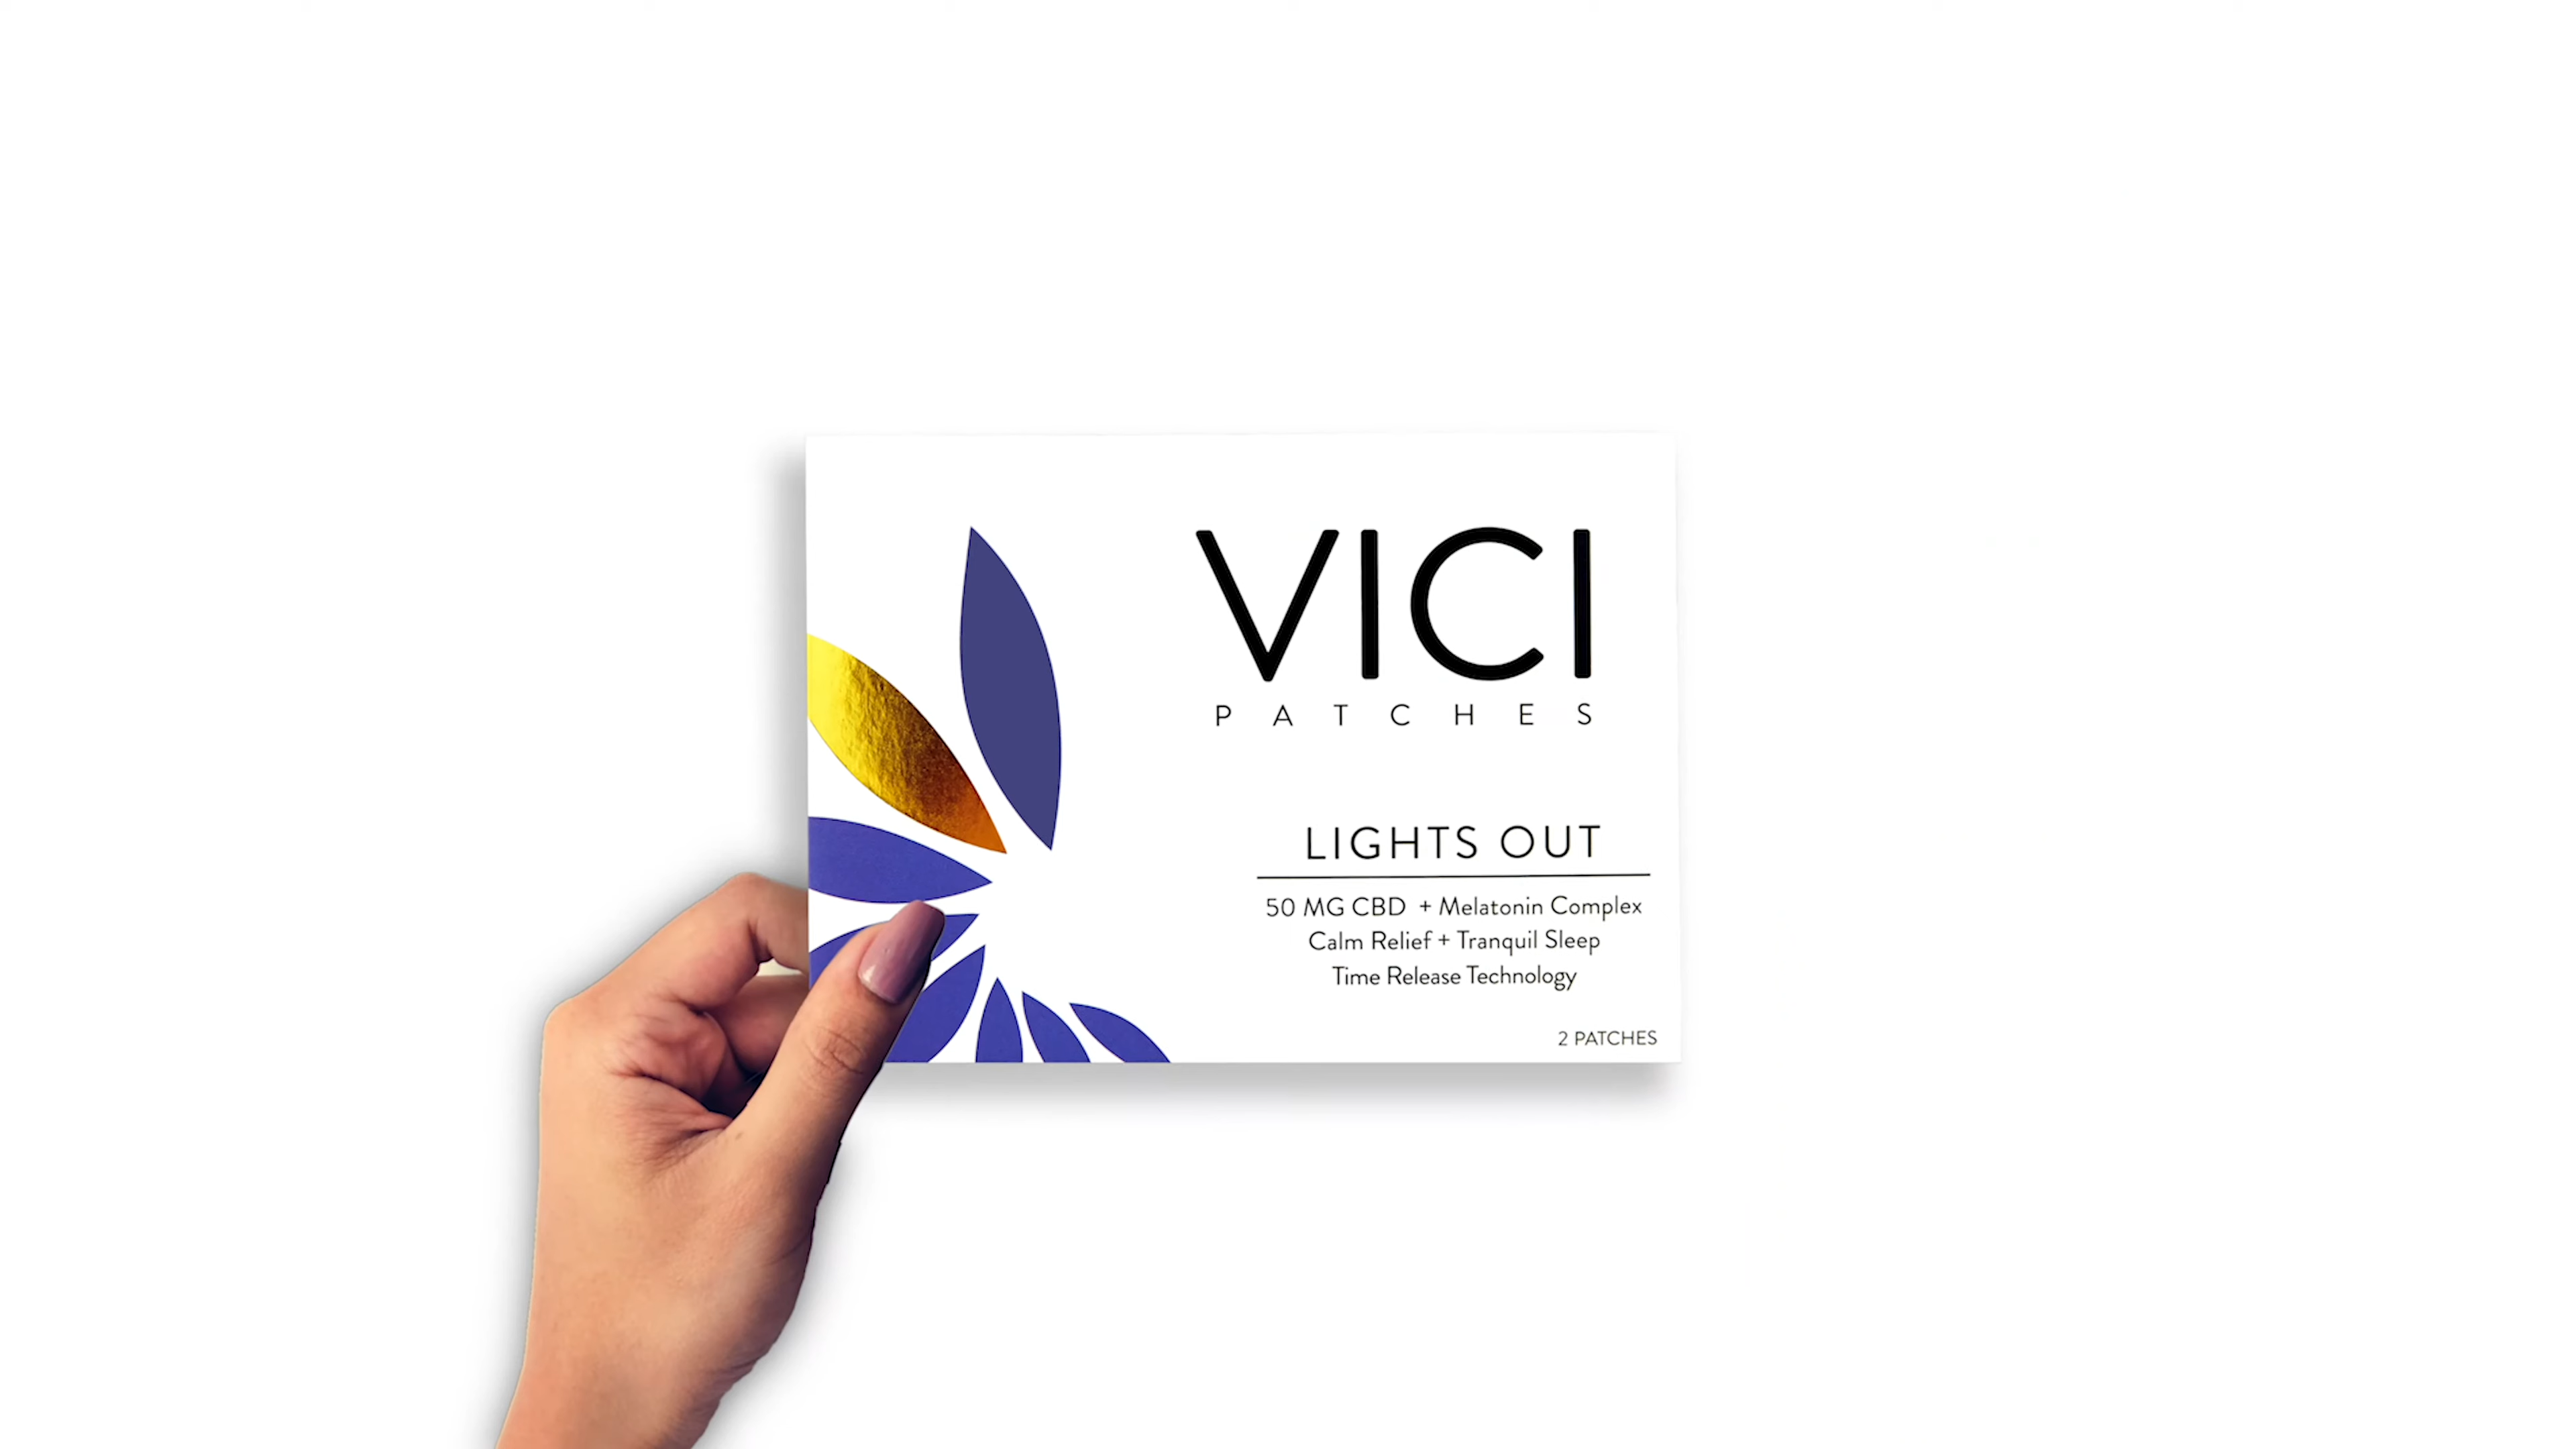 VICI
PATCHES
LIGHTS OUT
50 MG CBD + Melatonin Complex
Calm Relief + Tranquil Sleep
Time Release Technology
2 PATCHES